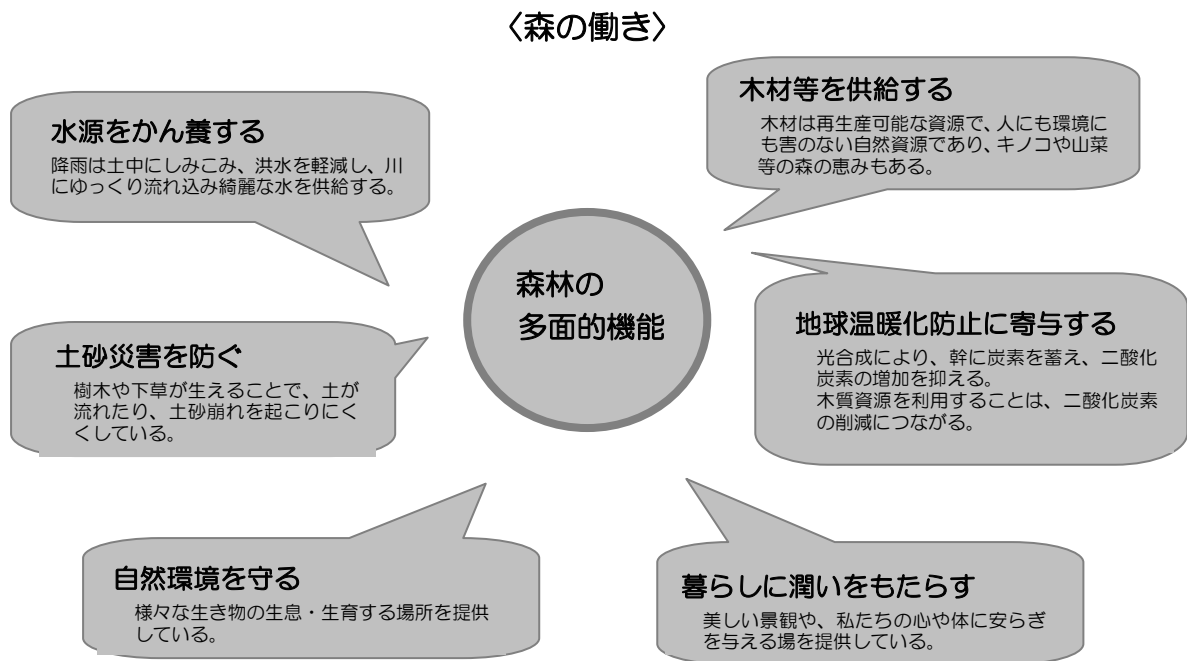 〈森の働き〉
水源をかん養する
降雨は土中にしみこみ、洪水を軽減し、川
にゆっくり流れ込み綺麗な水を供給する。
木材等を供給する
木材は再生産可能な資源で、人にも環境に
も害のない自然資源であり、キノコや山菜
等の森の恵みもある。
森林の
多面的機能
土砂災害を防ぐ
樹木や下草が生えることで、土が
流れたり、土砂崩れを起こりにく
くしている。
地球温暖化防止に寄与する
光合成により、幹に炭素を蓄え、二酸化
炭素の増加を抑える。
木質資源を利用することは、二酸化炭素
の削減につながる。
自然環境を守る
様々な生き物の生息・生育する場所を提供
している。
暮らしに潤いをもたらす
美しい景観や、私たちの心や体に安らぎ
を与える場を提供している。